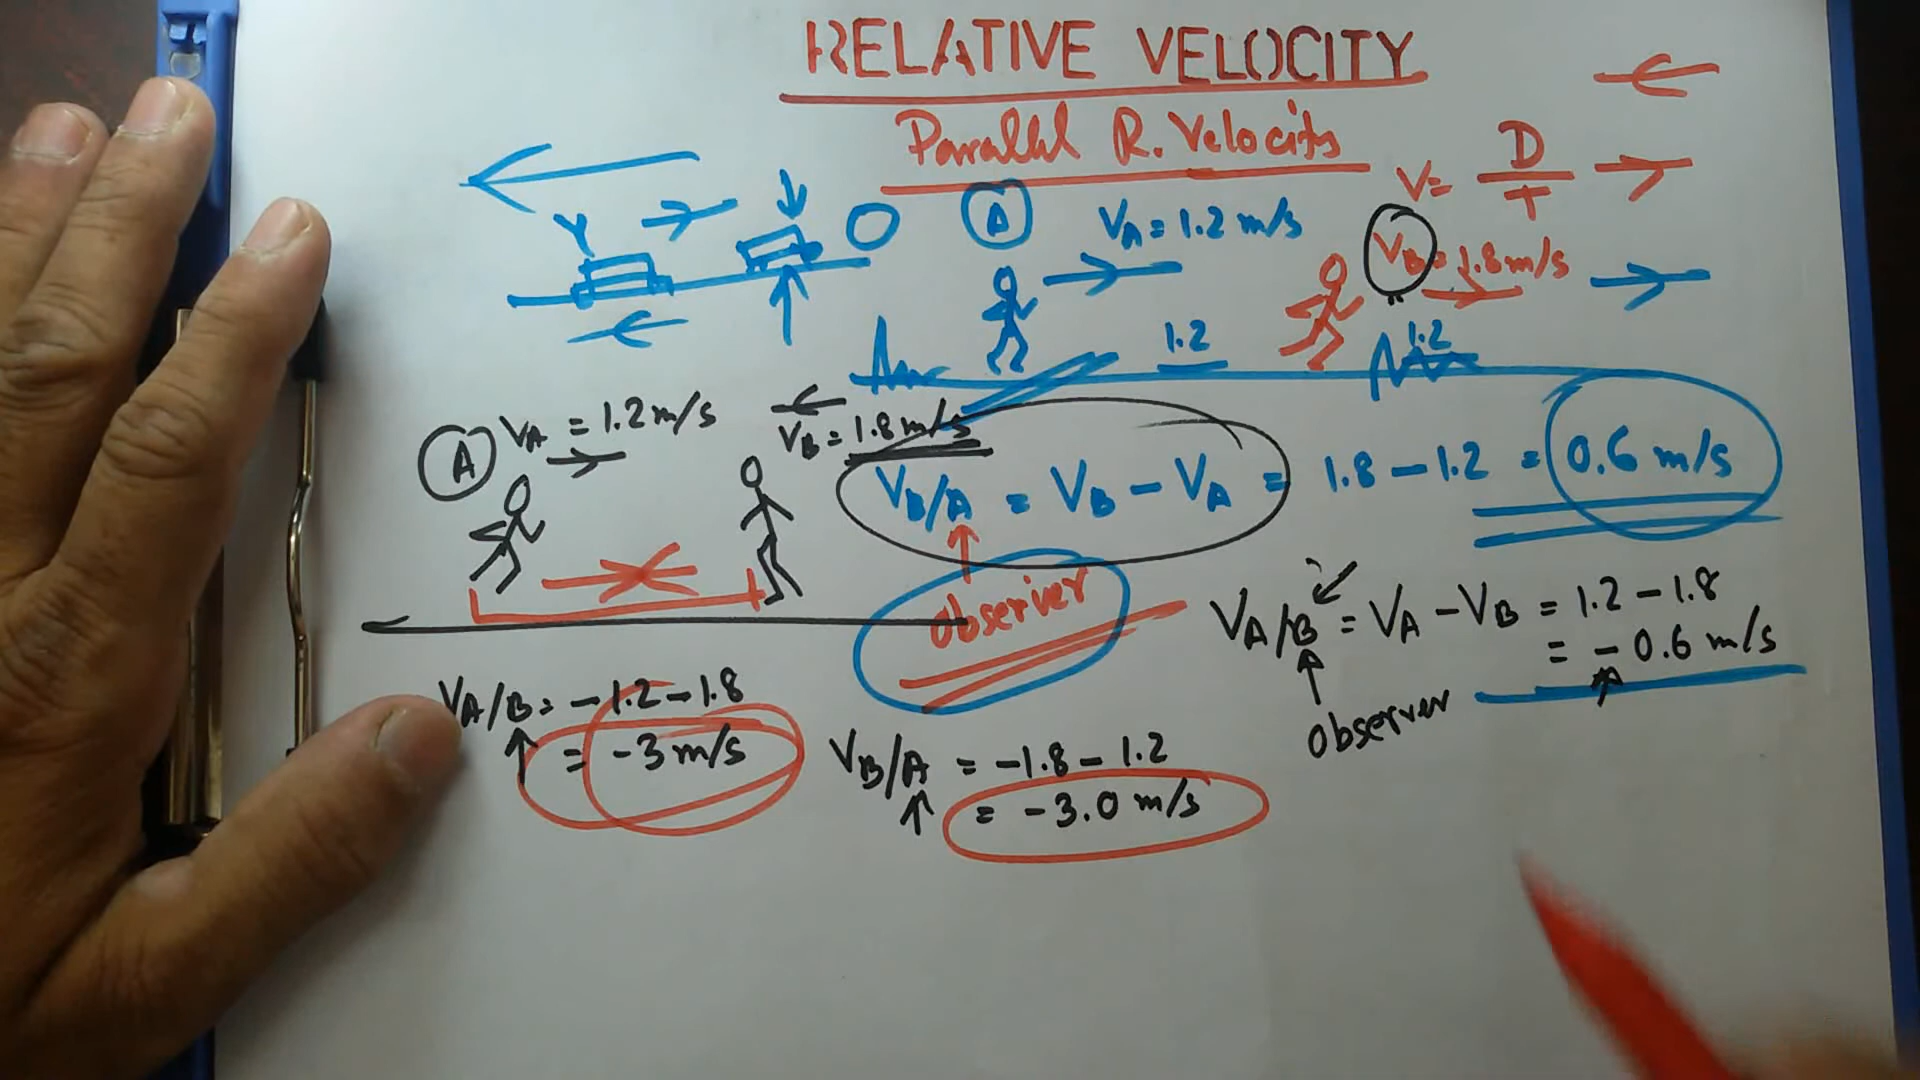 RELATIVE VELOCITY
Parallel R. Velocity
V= D/T
A
VA = 1.2 m/s
VB = 1.8 m/s
1.2
1.2
A
VA = 1.2 m/s
VB = 1.8 m/s
VB/A = VB - VA = 1.8 - 1.2 = 0.6 m/s
observer
VA/B = VA - VB = 1.2 - 1.8
= - 0.6 m/s
observer
VA/B = -1.2 - 1.8
= -3 m/s
VB/A = -1.8 - 1.2
= -3.0 m/s